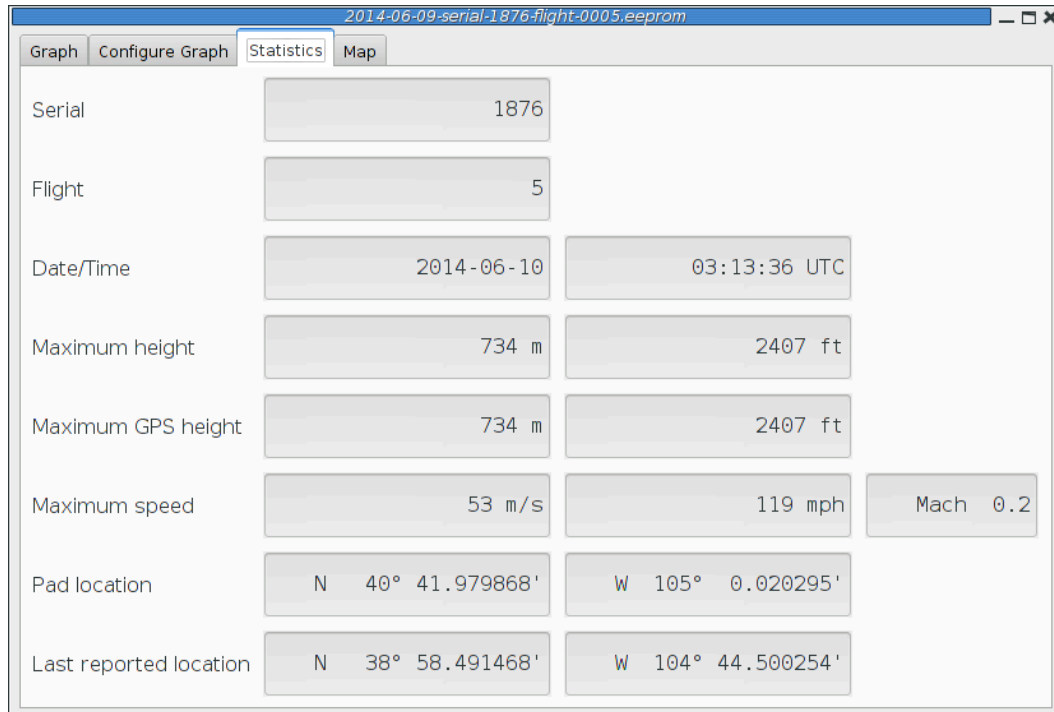 2014-06-09-serial-1876-flight-0005.eeprom
Graph Configure Graph Statistics Map
Serial 1876
Flight 5
Date/Time 2014-06-10 03:13:36 UTC
Maximum height 734 m 2407 ft
Maximum GPS height 734 m 2407 ft
Maximum speed 53 m/s 119 mph Mach 0.2
Pad location N 40° 41.979868' W 105° 0.020295'
Last reported location N 38° 58.491468' W 104° 44.500254'